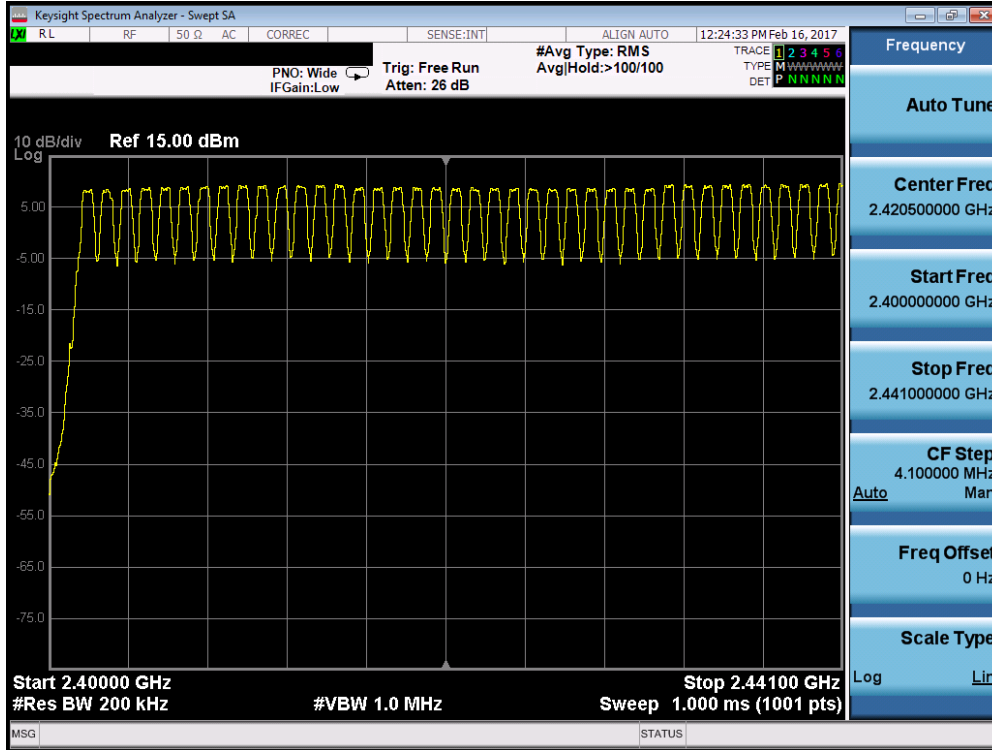 Keysight Spectrum Analyzer - Swept SA
LXI RL RF 50 Ω AC CORREC SENSE:INT ALIGN AUTO 12:24:33 PM Feb 16, 2017
PNO: Wide
IFGain:Low
Trig: Free Run
Atten: 26 dB
#Avg Type: RMS
Avg|Hold:>100/100
TRACE 1 2 3 4 5 6
TYPE M WWWWW
DET P N N N N N
10 dB/div Ref 15.00 dBm
Log
5.00
-5.00
-15.0
-25.0
-35.0
-45.0
-55.0
-65.0
-75.0
Start 2.40000 GHz Stop 2.44100 GHz
#Res BW 200 kHz #VBW 1.0 MHz Sweep 1.000 ms (1001 pts)
MSG STATUS
Frequency
Auto Tune
Center Freq
2.420500000 GHz
Start Freq
2.400000000 GHz
Stop Freq
2.441000000 GHz
CF Step
4.100000 MHz
Auto Man
Freq Offset
0 Hz
Scale Type
Log Lin